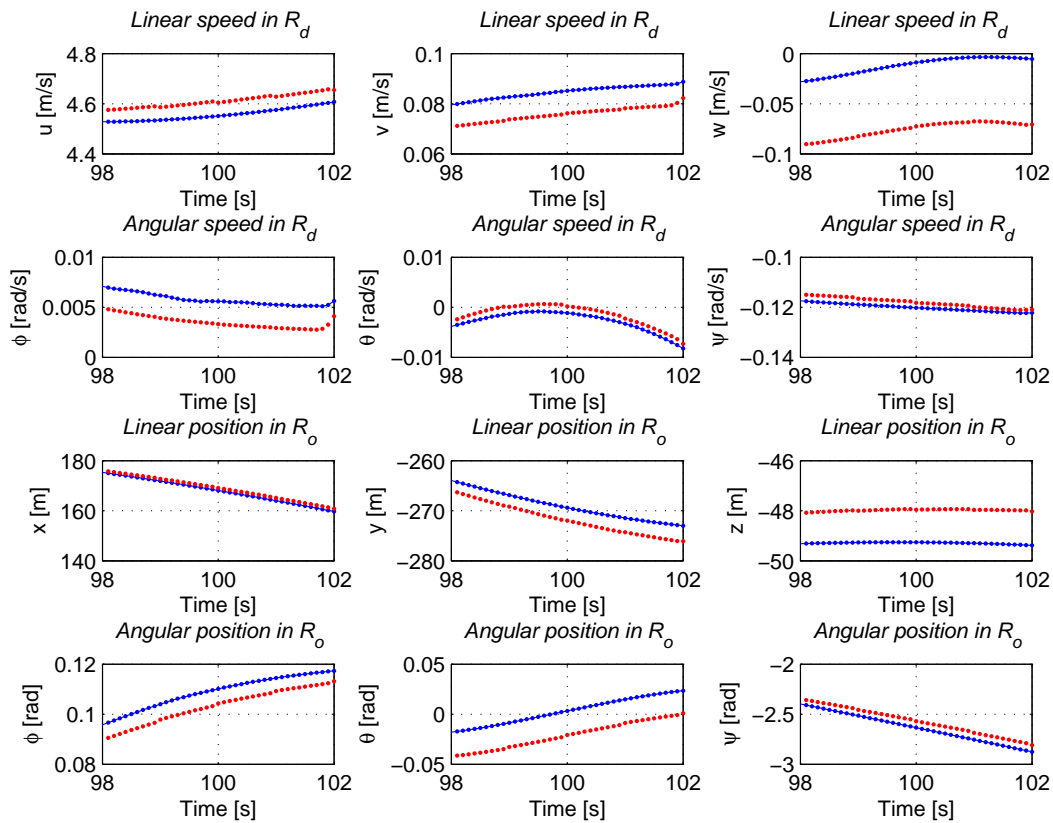 Linear speed in R_d
Linear speed in R_d
Linear speed in R_d
4.8
4.6
4.4
u [m/s]
98
100
102
Time [s]
0.1
0.08
0.06
v [m/s]
98
100
102
Time [s]
0
−0.05
−0.1
w [m/s]
98
100
102
Time [s]
Angular speed in R_d
Angular speed in R_d
Angular speed in R_d
0.01
0.005
0
ϕ [rad/s]
98
100
102
Time [s]
0.01
0
−0.01
θ [rad/s]
98
100
102
Time [s]
−0.1
−0.12
−0.14
ψ [rad/s]
98
100
102
Time [s]
Linear position in R_o
Linear position in R_o
Linear position in R_o
180
160
140
x [m]
98
100
102
Time [s]
−260
−270
−280
y [m]
98
100
102
Time [s]
−46
−48
−50
z [m]
98
100
102
Time [s]
Angular position in R_o
Angular position in R_o
Angular position in R_o
0.12
0.1
0.08
ϕ [rad]
98
100
102
Time [s]
0.05
0
−0.05
θ [rad]
98
100
102
Time [s]
−2
−2.5
−3
ψ [rad]
98
100
102
Time [s]